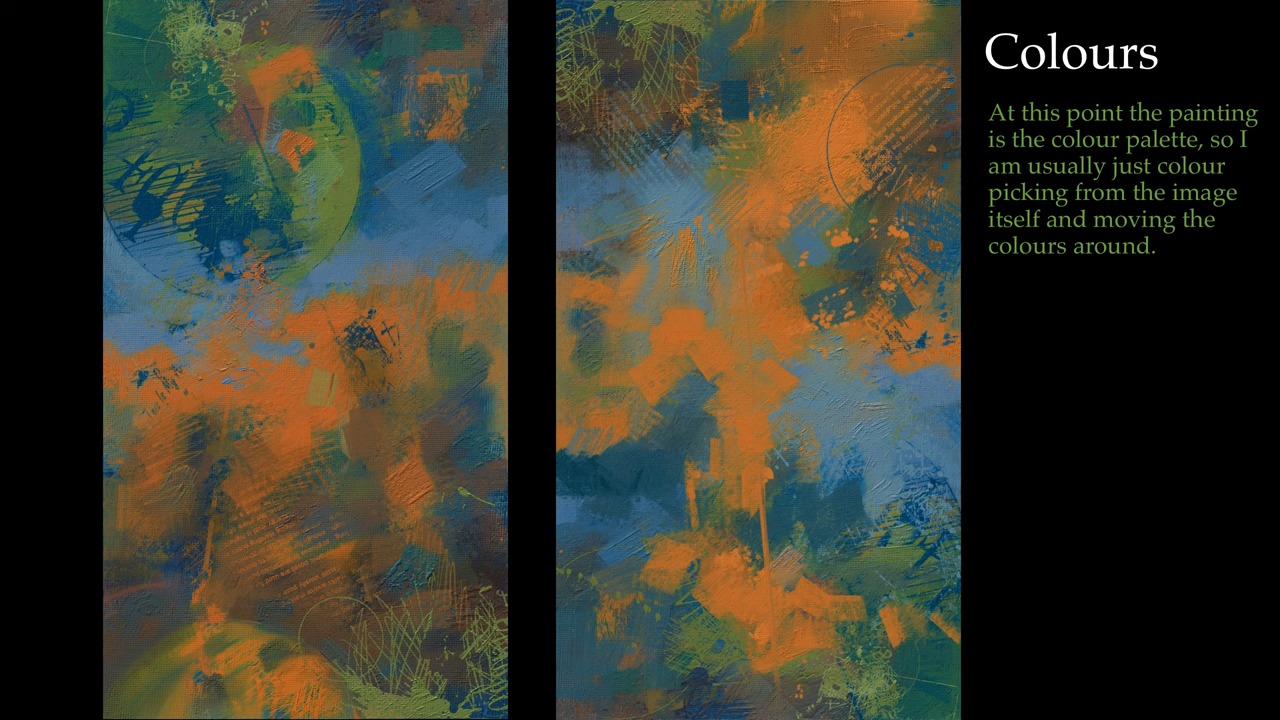 Colours
At this point the painting
is the colour palette, so I
am usually just colour
picking from the image
itself and moving the
colours around.